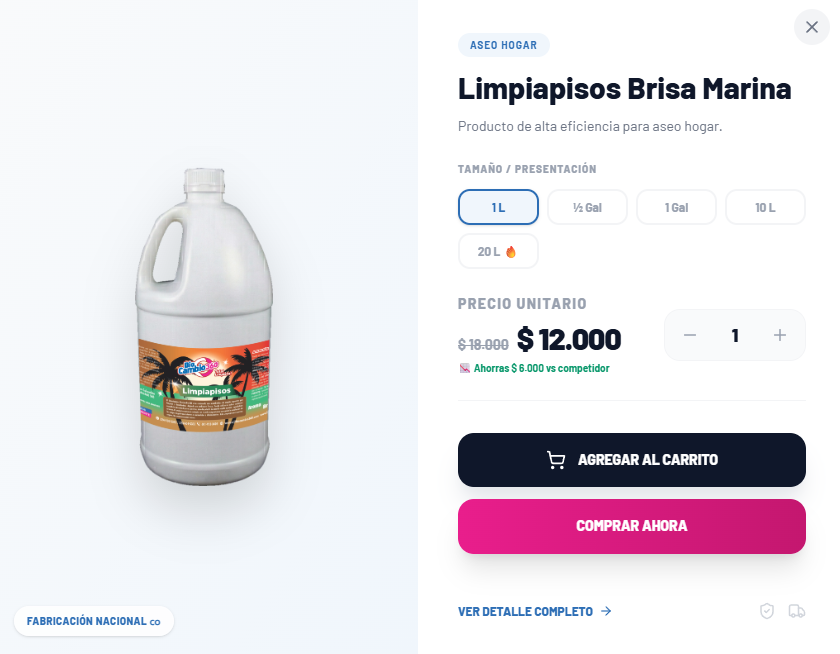 ASEO HOGAR
Limpiapisos Brisa Marina
Producto de alta eficiencia para aseo hogar.
TAMAÑO / PRESENTACIÓN
1 L
½ Gal
1 Gal
10 L
20 L 🔥
PRECIO UNITARIO
$ 18.000 $ 12.000
1
Ahorras $ 6.000 vs competidor
AGREGAR AL CARRITO
COMPRAR AHORA
VER DETALLE COMPLETO →
Bio
Cambio
Limpiapisos
FABRICACIÓN NACIONAL CO